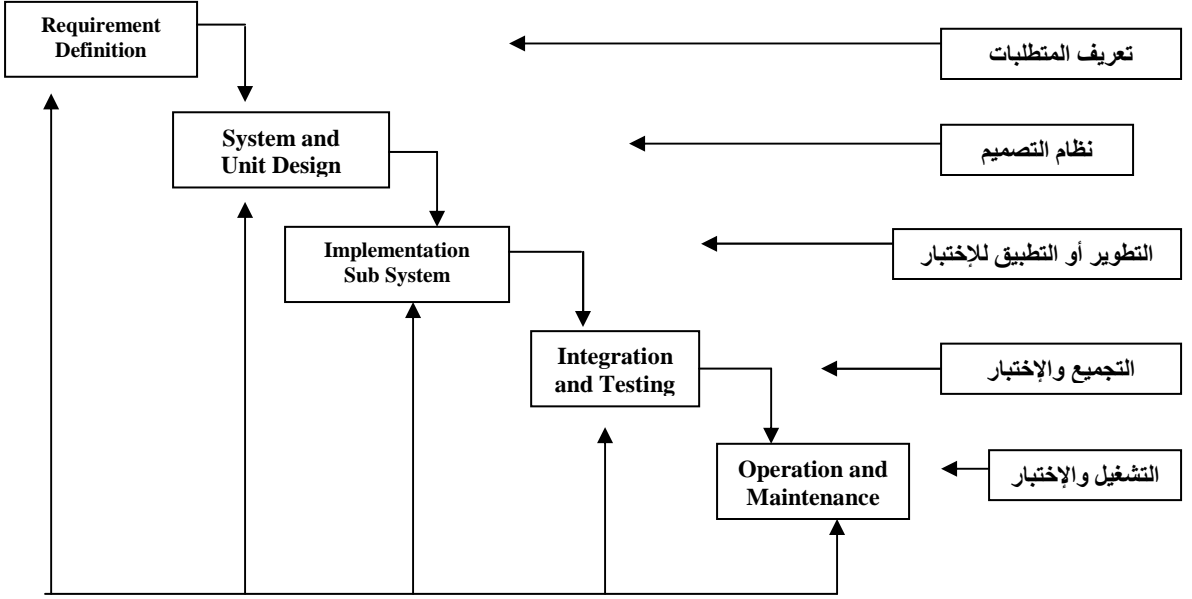 Requirement
Definition
تعريف المتطلبات
System and
Unit Design
نظام التصميم
Implementation
Sub System
التطوير أو التطبيق للإختبار
Integration
and Testing
التجميع والإختبار
Operation and
Maintenance
التشغيل والإختبار